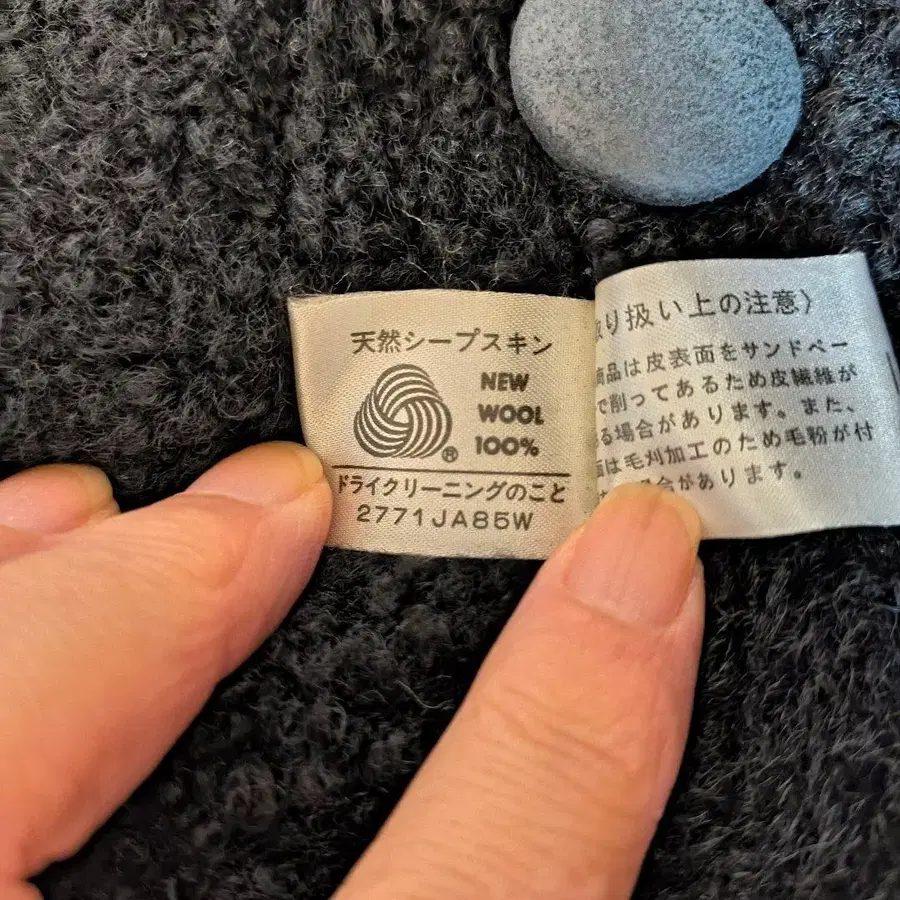 天然シープスキン
NEW
WOOL
100%
®
ドライクリーニングのこと
2771JA85W
り扱い上の注意〉
商品は皮表面をサンドペー
で削ってあるため皮繊維が
る場合があります。また、
面は毛刈加工のため毛粉が付
場合があります。